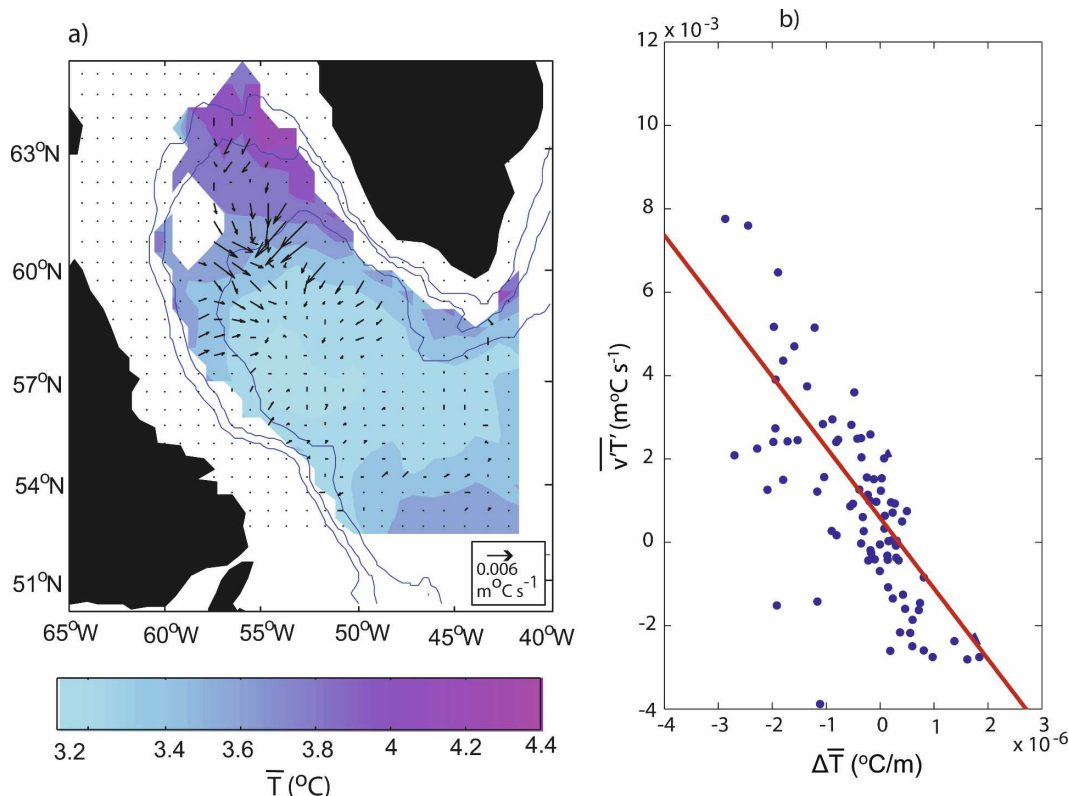 a)
63°N
60°N
57°N
54°N
51°N
0.006
m°C s⁻¹
65°W 60°W 55°W 50°W 45°W 40°W
3.2 3.4 3.6 3.8 4 4.2 4.4
T̅ (°C)
b)
12 x 10⁻³
10
8
6
4
2
0
-2
-4
v'T' (m°C s⁻¹)
-4 -3 -2 -1 0 1 2 3
x 10⁻⁶
ΔT̅ (°C/m)